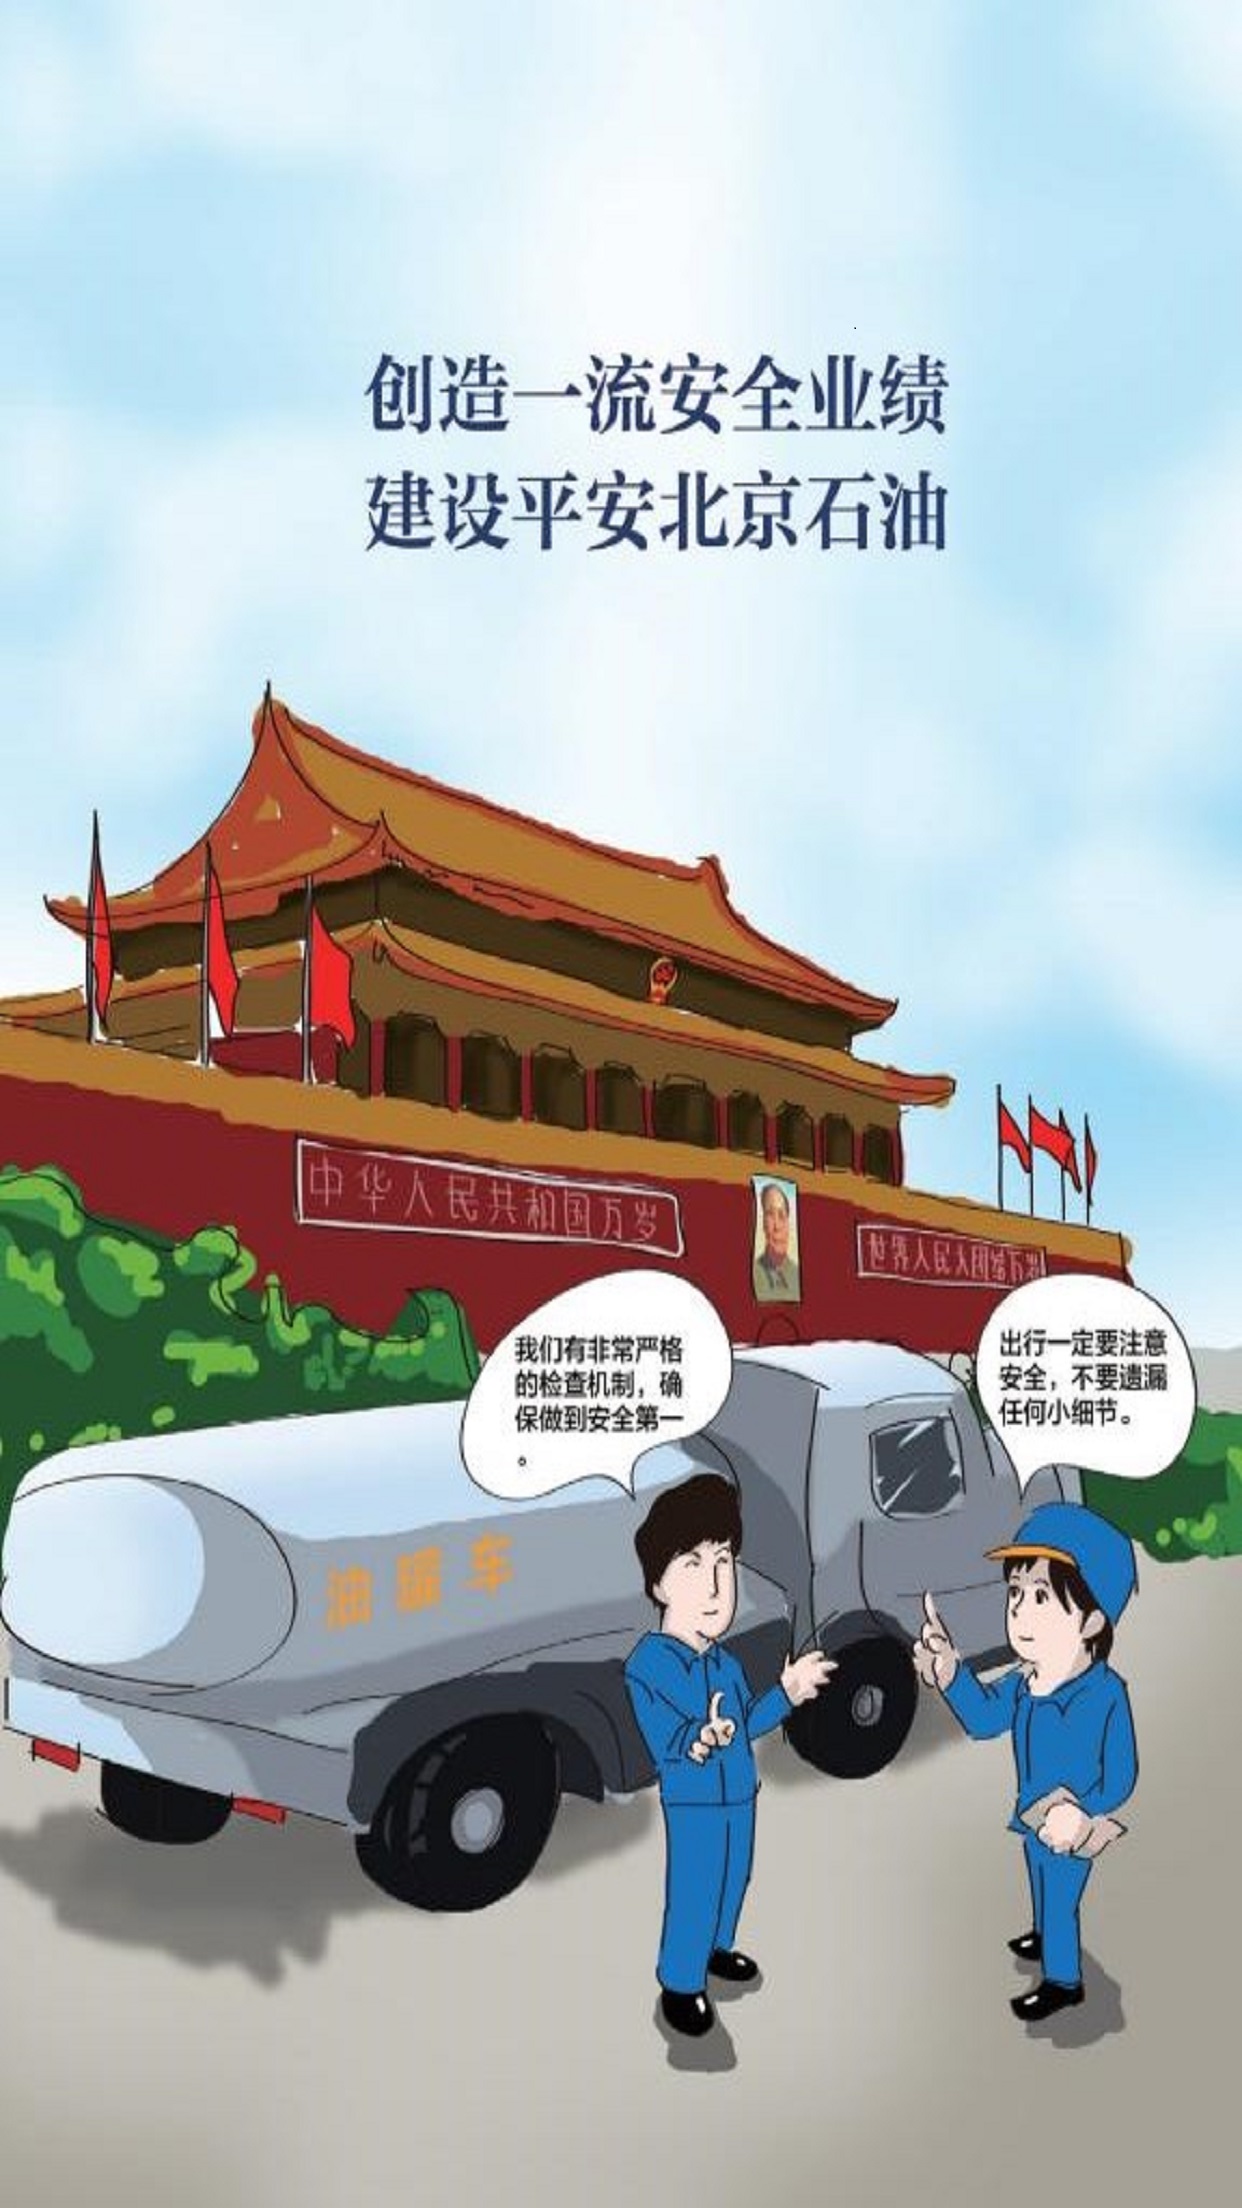 创造一流安全业绩
建设平安北京石油
中华人民共和国万岁
世界人民大团结万岁
我们有非常严格
的检查机制，确
保做到安全第一
。
出行一定要注意
安全，不要遗漏
任何小细节。
油罐车